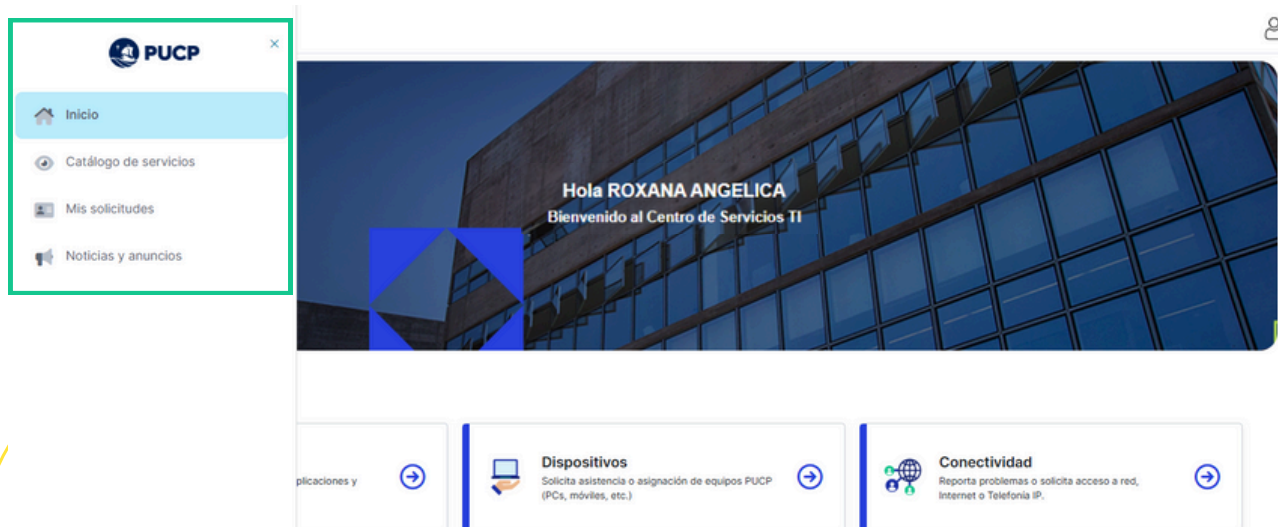 PUCP
×
Inicio
Catálogo de servicios
Mis solicitudes
Noticias y anuncios
Hola ROXANA ANGELICA
Bienvenido al Centro de Servicios TI
plicaciones y
Dispositivos
Solicita asistencia o asignación de equipos PUCP
(PCs, móviles, etc.)
Conectividad
Reporta problemas o solicita acceso a red,
Internet o Telefonía IP.